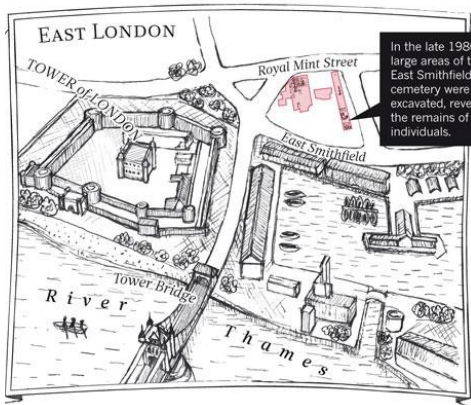 EAST LONDON
Royal Mint Street
In the late 198
large areas of t
East Smithfield
cemetery were
excavated, reve
the remains of
individuals.
TOWER of LONDON
East Smithfield
Tower Bridge
River
Thames